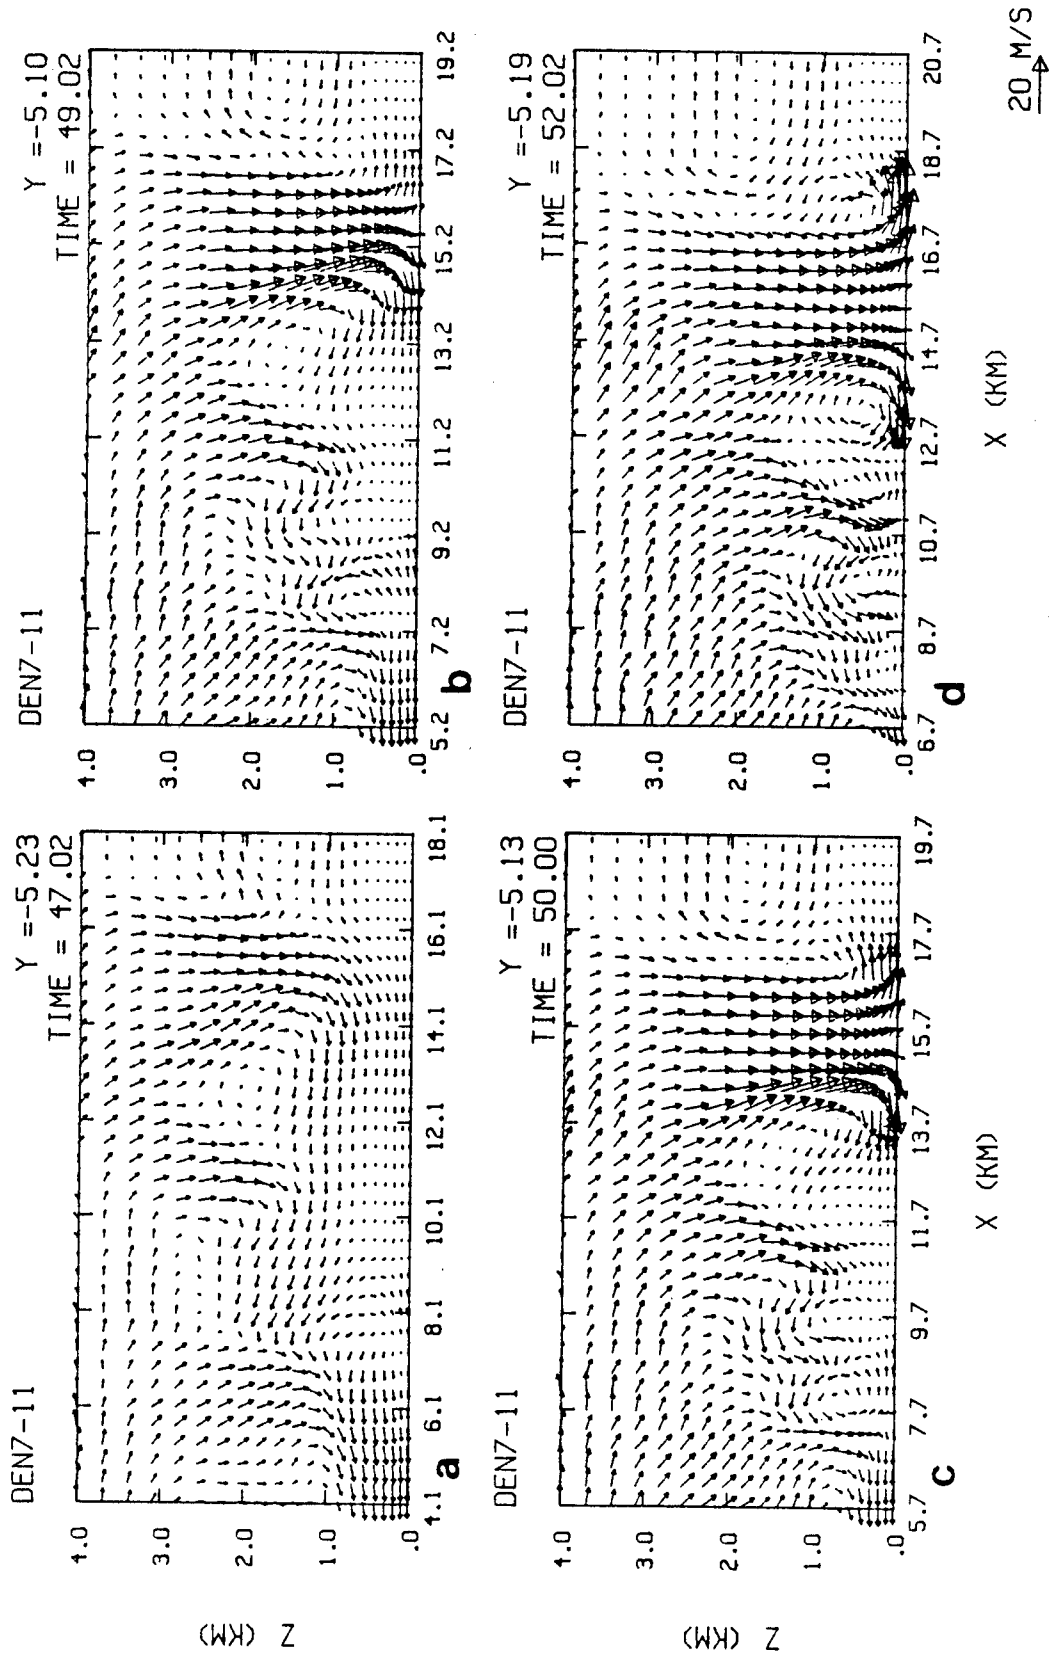 DEN7-11
Y =-5.23
TIME = 47.02
4.0
3.0
2.0
1.0
.0
4.1 6.1 8.1 10.1 12.1 14.1 16.1 18.1
a
DEN7-11
Y =-5.10
TIME = 49.02
4.0
3.0
2.0
1.0
.0
5.2 7.2 9.2 11.2 13.2 15.2 17.2 19.2
b
Z (KM)
DEN7-11
Y =-5.13
TIME = 50.00
4.0
3.0
2.0
1.0
.0
5.7 7.7 9.7 11.7 13.7 15.7 17.7 19.7
c
X (KM)
DEN7-11
Y =-5.19
TIME = 52.02
4.0
3.0
2.0
1.0
.0
6.7 8.7 10.7 12.7 14.7 16.7 18.7 20.7
d
X (KM)
Z (KM)
20 M/S